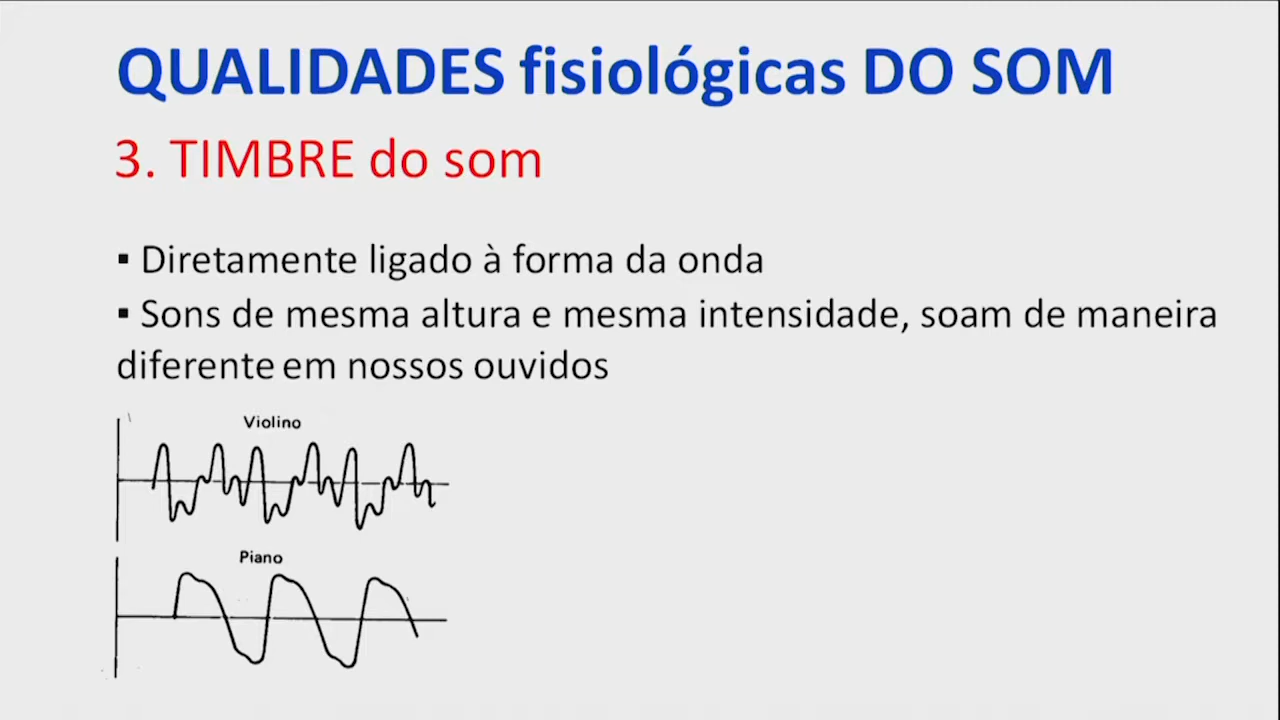 QUALIDADES fisiológicas DO SOM
3. TIMBRE do som
▪ Diretamente ligado à forma da onda
▪ Sons de mesma altura e mesma intensidade, soam de maneira
diferente em nossos ouvidos
Violino
Piano